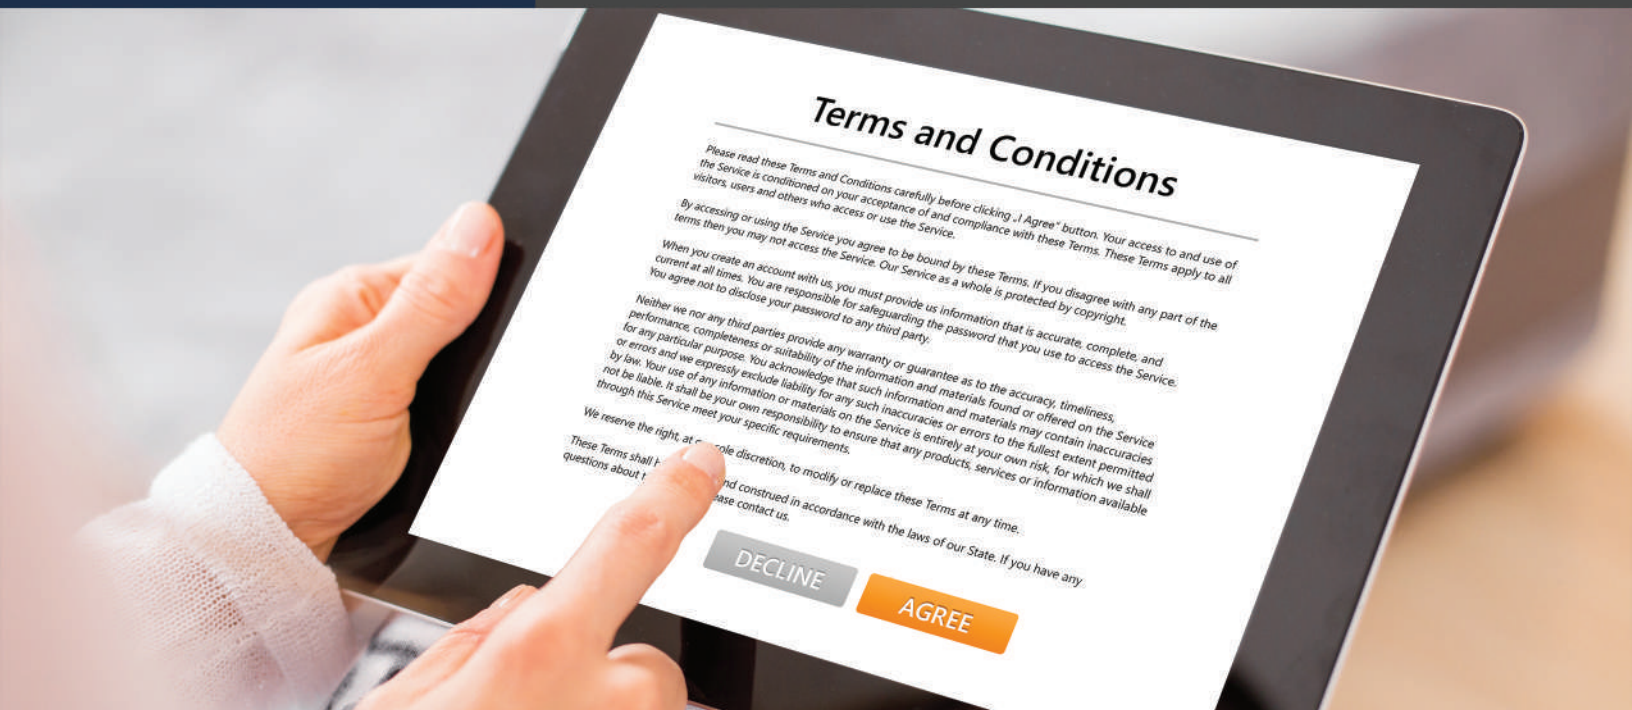 Terms and Conditions
Please read these Terms and Conditions carefully before clicking „I Agree" button. Your access to and use of
the Service is conditioned on your acceptance of and compliance with these Terms. These Terms apply to all
visitors, users and others who access or use the Service.
By accessing or using the Service you agree to be bound by these Terms. If you disagree with any part of the
terms then you may not access the Service. Our Service as a whole is protected by copyright.
When you create an account with us, you must provide us information that is accurate, complete, and
current at all times. You are responsible for safeguarding the password that you use to access the Service.
You agree not to disclose your password to any third party.
Neither we nor any third parties provide any warranty or guarantee as to the accuracy, timeliness,
performance, completeness or suitability of the information and materials found or offered on the Service
for any particular purpose. You acknowledge that such information and materials may contain inaccuracies
or errors and we expressly exclude liability for any such inaccuracies or errors to the fullest extent permitted
by law. Your use of any information or materials on the Service is entirely at your own risk, for which we shall
not be liable. It shall be your own responsibility to ensure that any products, services or information available
through this Service meet your specific requirements.
We reserve the right, at sole discretion, to modify or replace these Terms at any time.
These Terms shall construed in accordance with the laws of our State. If you have any
questions about contact us.
DECLINE
AGREE